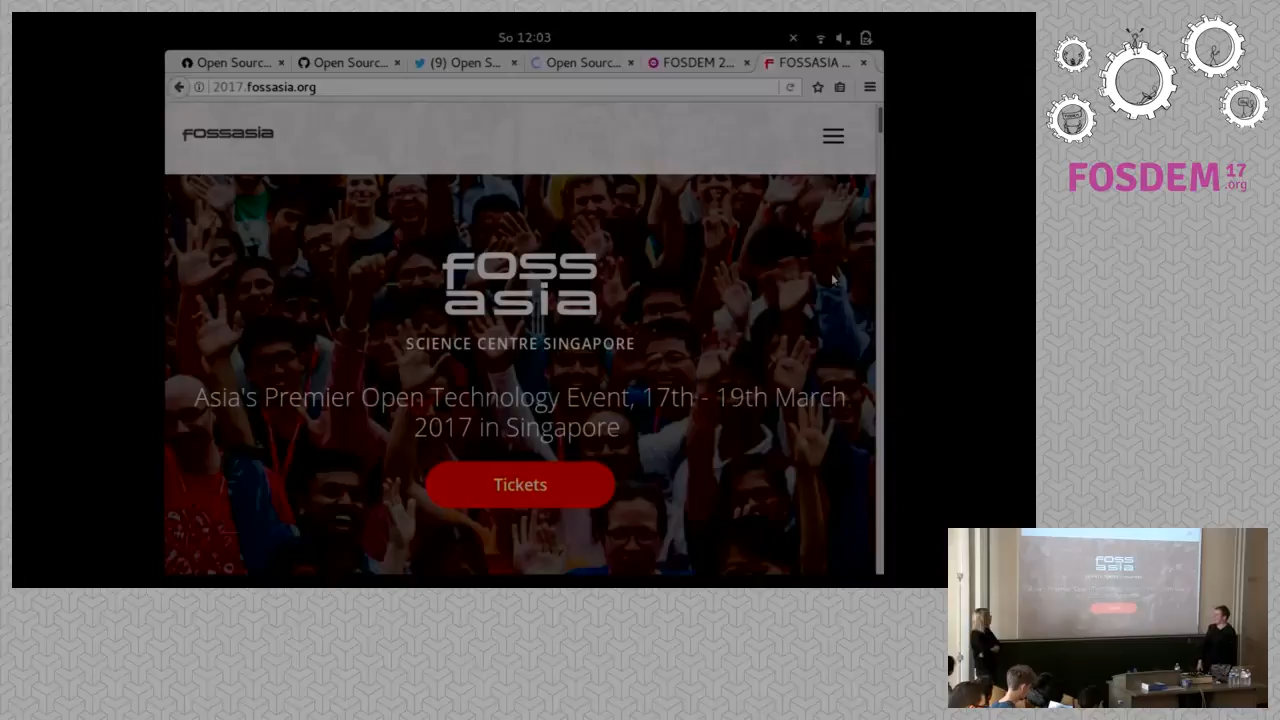 So 12:03
Open Sourc... × Open Sourc... × (9) Open S... × Open Sourc... × FOSDEM 2... × FOSSASIA ... ×
2017.fossasia.org
fossasia
foss
asia
SCIENCE CENTRE SINGAPORE
Asia's Premier Open Technology Event, 17th - 19th March
2017 in Singapore
Tickets
FOSDEM 17
.org
foss
asia